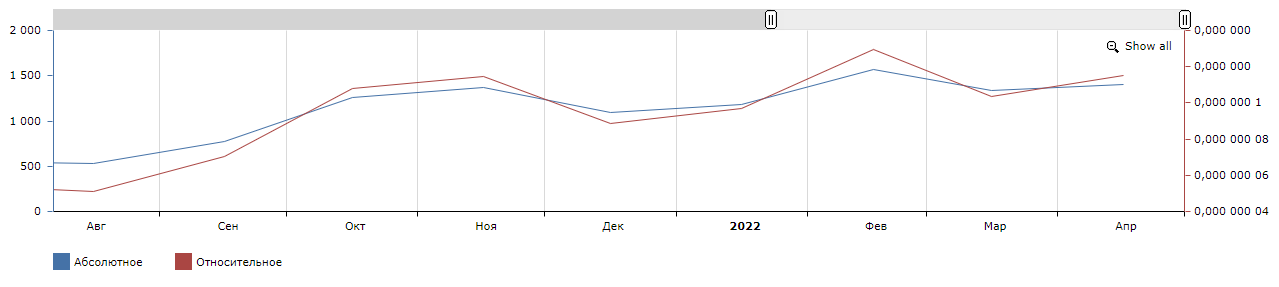 2 000
1 500
1 000
500
0
Show all
0,000 000
0,000 000
0,000 000 1
0,000 000 08
0,000 000 06
0,000 000 04
Авг Сен Окт Ноя Дек 2022 Фев Мар Апр
Абсолютное Относительное